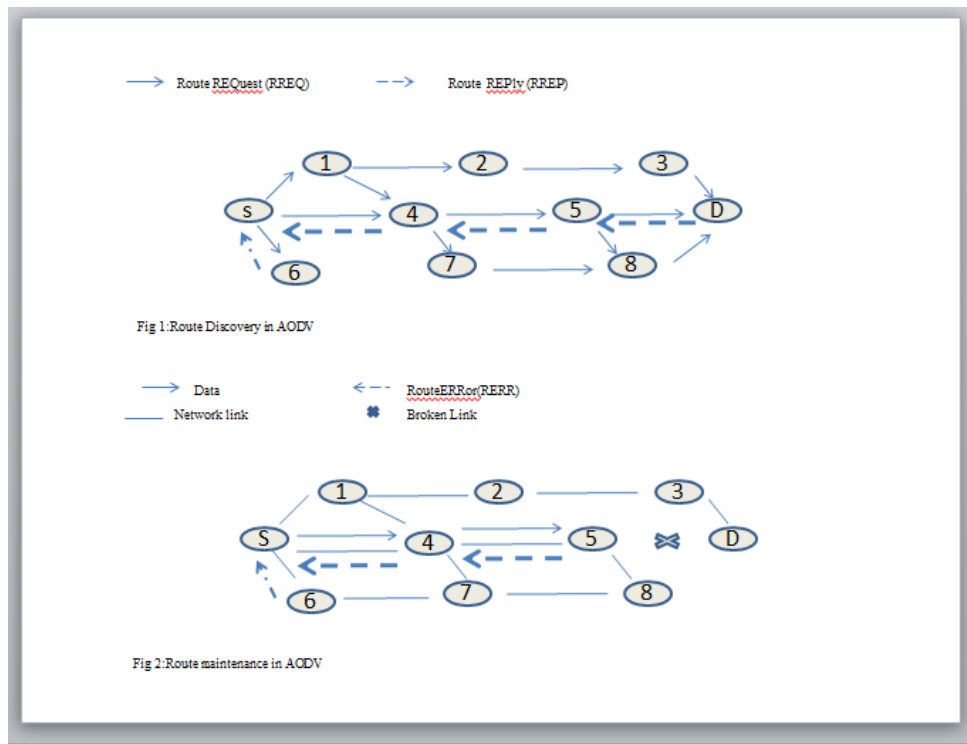 Route REQuest (RREQ) Route REPlv (RREP)
1 2 3
s 4 5 D
6 7 8
Fig 1:Route Discovery in AODV
Data RouteERRor(RERR)
Network link Broken Link
1 2 3
S 4 5 D
6 7 8
Fig 2:Route maintenance in AODV